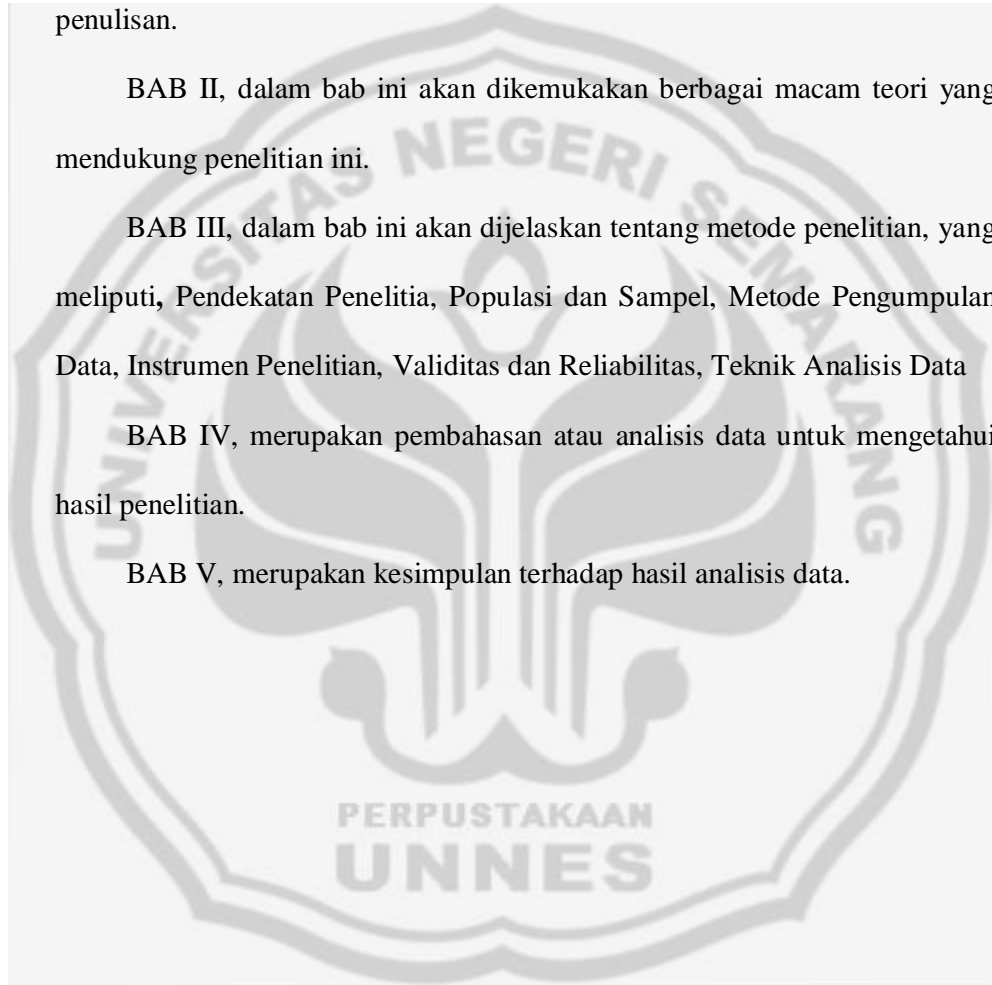 penulisan.
BAB II, dalam bab ini akan dikemukakan berbagai macam teori yang
mendukung penelitian ini.
BAB III, dalam bab ini akan dijelaskan tentang metode penelitian, yang
meliputi, Pendekatan Penelitia, Populasi dan Sampel, Metode Pengumpulan
Data, Instrumen Penelitian, Validitas dan Reliabilitas, Teknik Analisis Data
BAB IV, merupakan pembahasan atau analisis data untuk mengetahui
hasil penelitian.
BAB V, merupakan kesimpulan terhadap hasil analisis data.
UNIVERSITAS NEGERI SEMARANG
PERPUSTAKAAN
UNNES